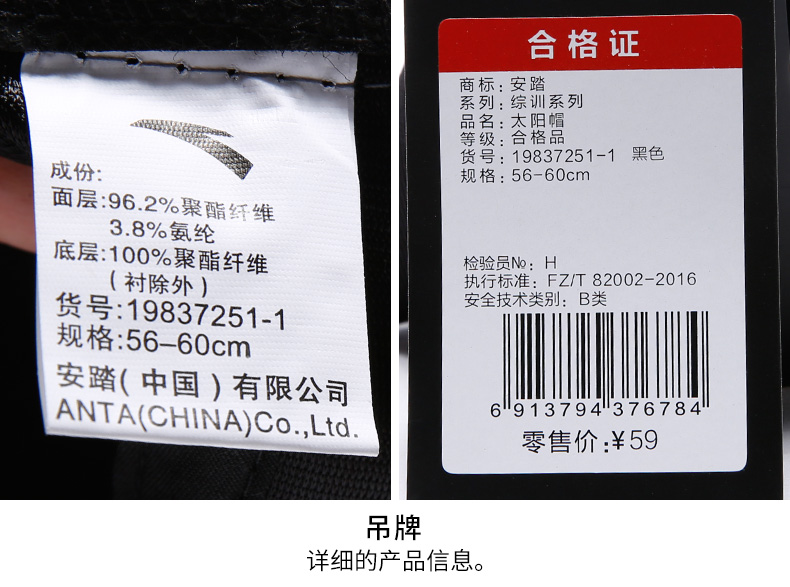 成份:
面层:96.2%聚酯纤维
3.8%氨纶
底层:100%聚酯纤维
(衬除外)
货号:19837251-1
规格:56-60cm
安踏(中国)有限公司
ANTA(CHINA)Co.,Ltd.
合格证
商标: 安踏
系列: 综训系列
品名: 太阳帽
等级: 合格品
货号: 19837251-1 黑色
规格: 56-60cm
检验员№: H
执行标准: FZ/T 82002-2016
安全技术类别: B类
6 913794 376784
零售价:¥59
吊牌
详细的产品信息。